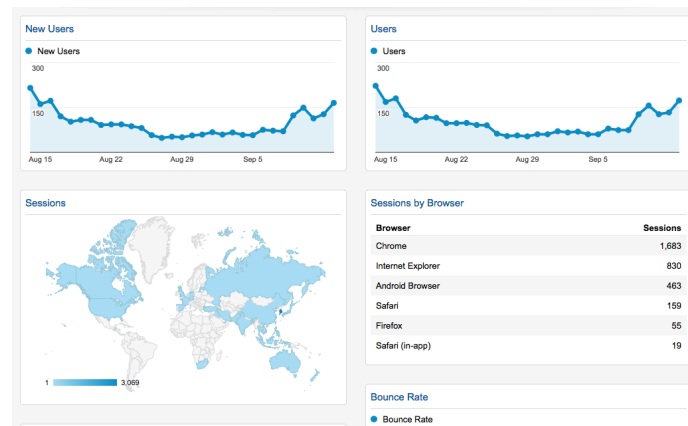 New Users
New Users
300
150
Aug 15 Aug 22 Aug 29 Sep 5
Users
Users
300
150
Aug 15 Aug 22 Aug 29 Sep 5
Sessions
1 3,069
Sessions by Browser
Browser Sessions
Chrome 1,683
Internet Explorer 830
Android Browser 463
Safari 159
Firefox 55
Safari (in-app) 19
Bounce Rate
Bounce Rate